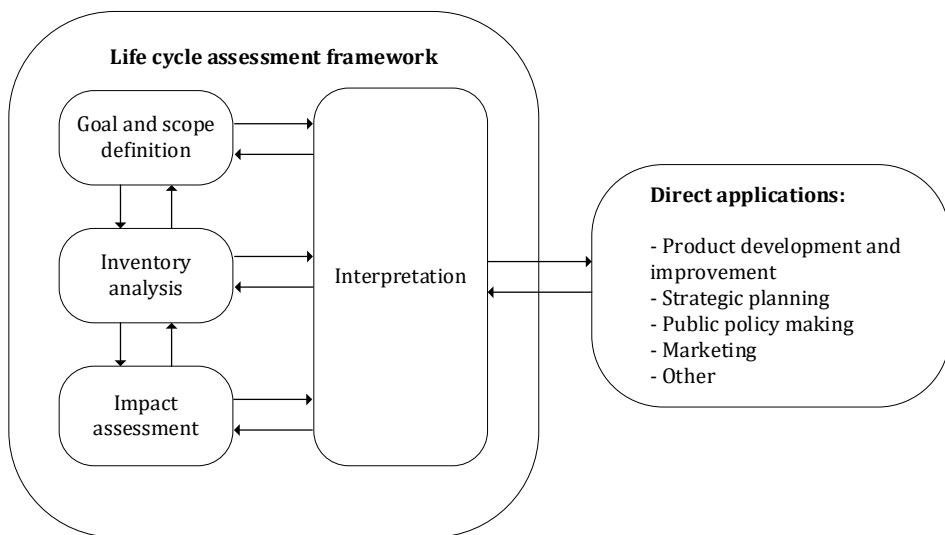 Life cycle assessment framework
Goal and scope
definition
Inventory
analysis
Impact
assessment
Interpretation
Direct applications:
- Product development and
improvement
- Strategic planning
- Public policy making
- Marketing
- Other